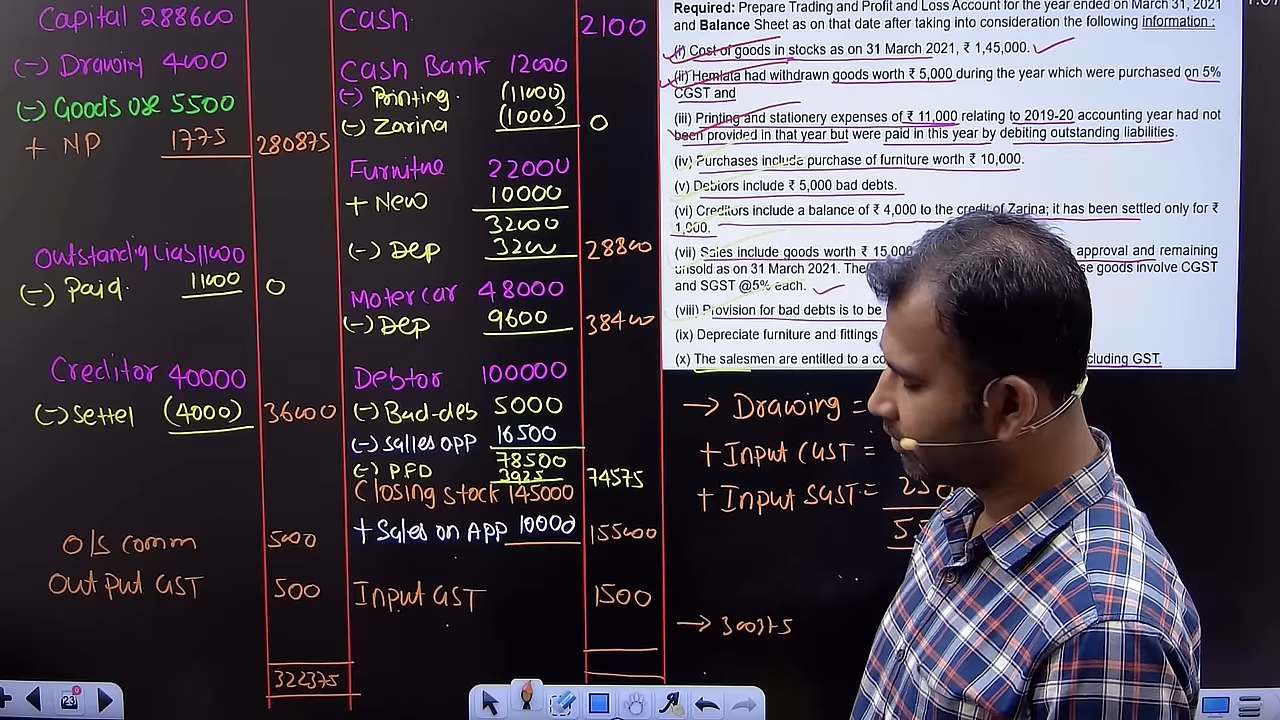 Capital 288600
(-) Drawing 4000
(-) Goods use 5500
+ NP 1775 280875
Outstanding Lias 11000
(-) Paid. 11000 0
Creditor 40000
(-) Settel (4000) 36000
O/s comm 5000
Output GST 500
322375
Cash 2100
Cash Bank 12000
(-) Printing. (11000)
(-) Zarina (1000) 0
Furnitue 22000
+ New 10000
32000
(-) Dep 3200 28800
Moter car 48000
(-) Dep 9600 38400
Debtor 100000
(-) Bad-deb 5000
(-) Salles app 16500
78500
(-) PFD 3925 74575
Closing stock 145000
+ Sales on App 10000 155000
Input GST 1500
Required: Prepare Trading and Profit and Loss Account for the year ended on March 31, 2021
and Balance Sheet as on that date after taking into consideration the following information :
(i) Cost of goods in stocks as on 31 March 2021, ₹ 1,45,000.
(ii) Hemlata had withdrawn goods worth ₹ 5,000 during the year which were purchased on 5%
CGST and
(iii) Printing and stationery expenses of ₹ 11,000 relating to 2019-20 accounting year had not
been provided in that year but were paid in this year by debiting outstanding liabilities.
(iv) Purchases include purchase of furniture worth ₹ 10,000.
(v) Debtors include ₹ 5,000 bad debts.
(vi) Creditors include a balance of ₹ 4,000 to the credit of Zarina; it has been settled only for ₹
1,000.
(vii) Sales include goods worth ₹ 15,000 approval and remaining
unsold as on 31 March 2021. The se goods involve CGST
and SGST @5% each.
(viii) Provision for bad debts is to be
(ix) Depreciate furniture and fittings
(x) The salesmen are entitled to a co cluding GST.
→ Drawing =
+ Input CGST =
+ Input SGST = 250
55
→ 300375
23